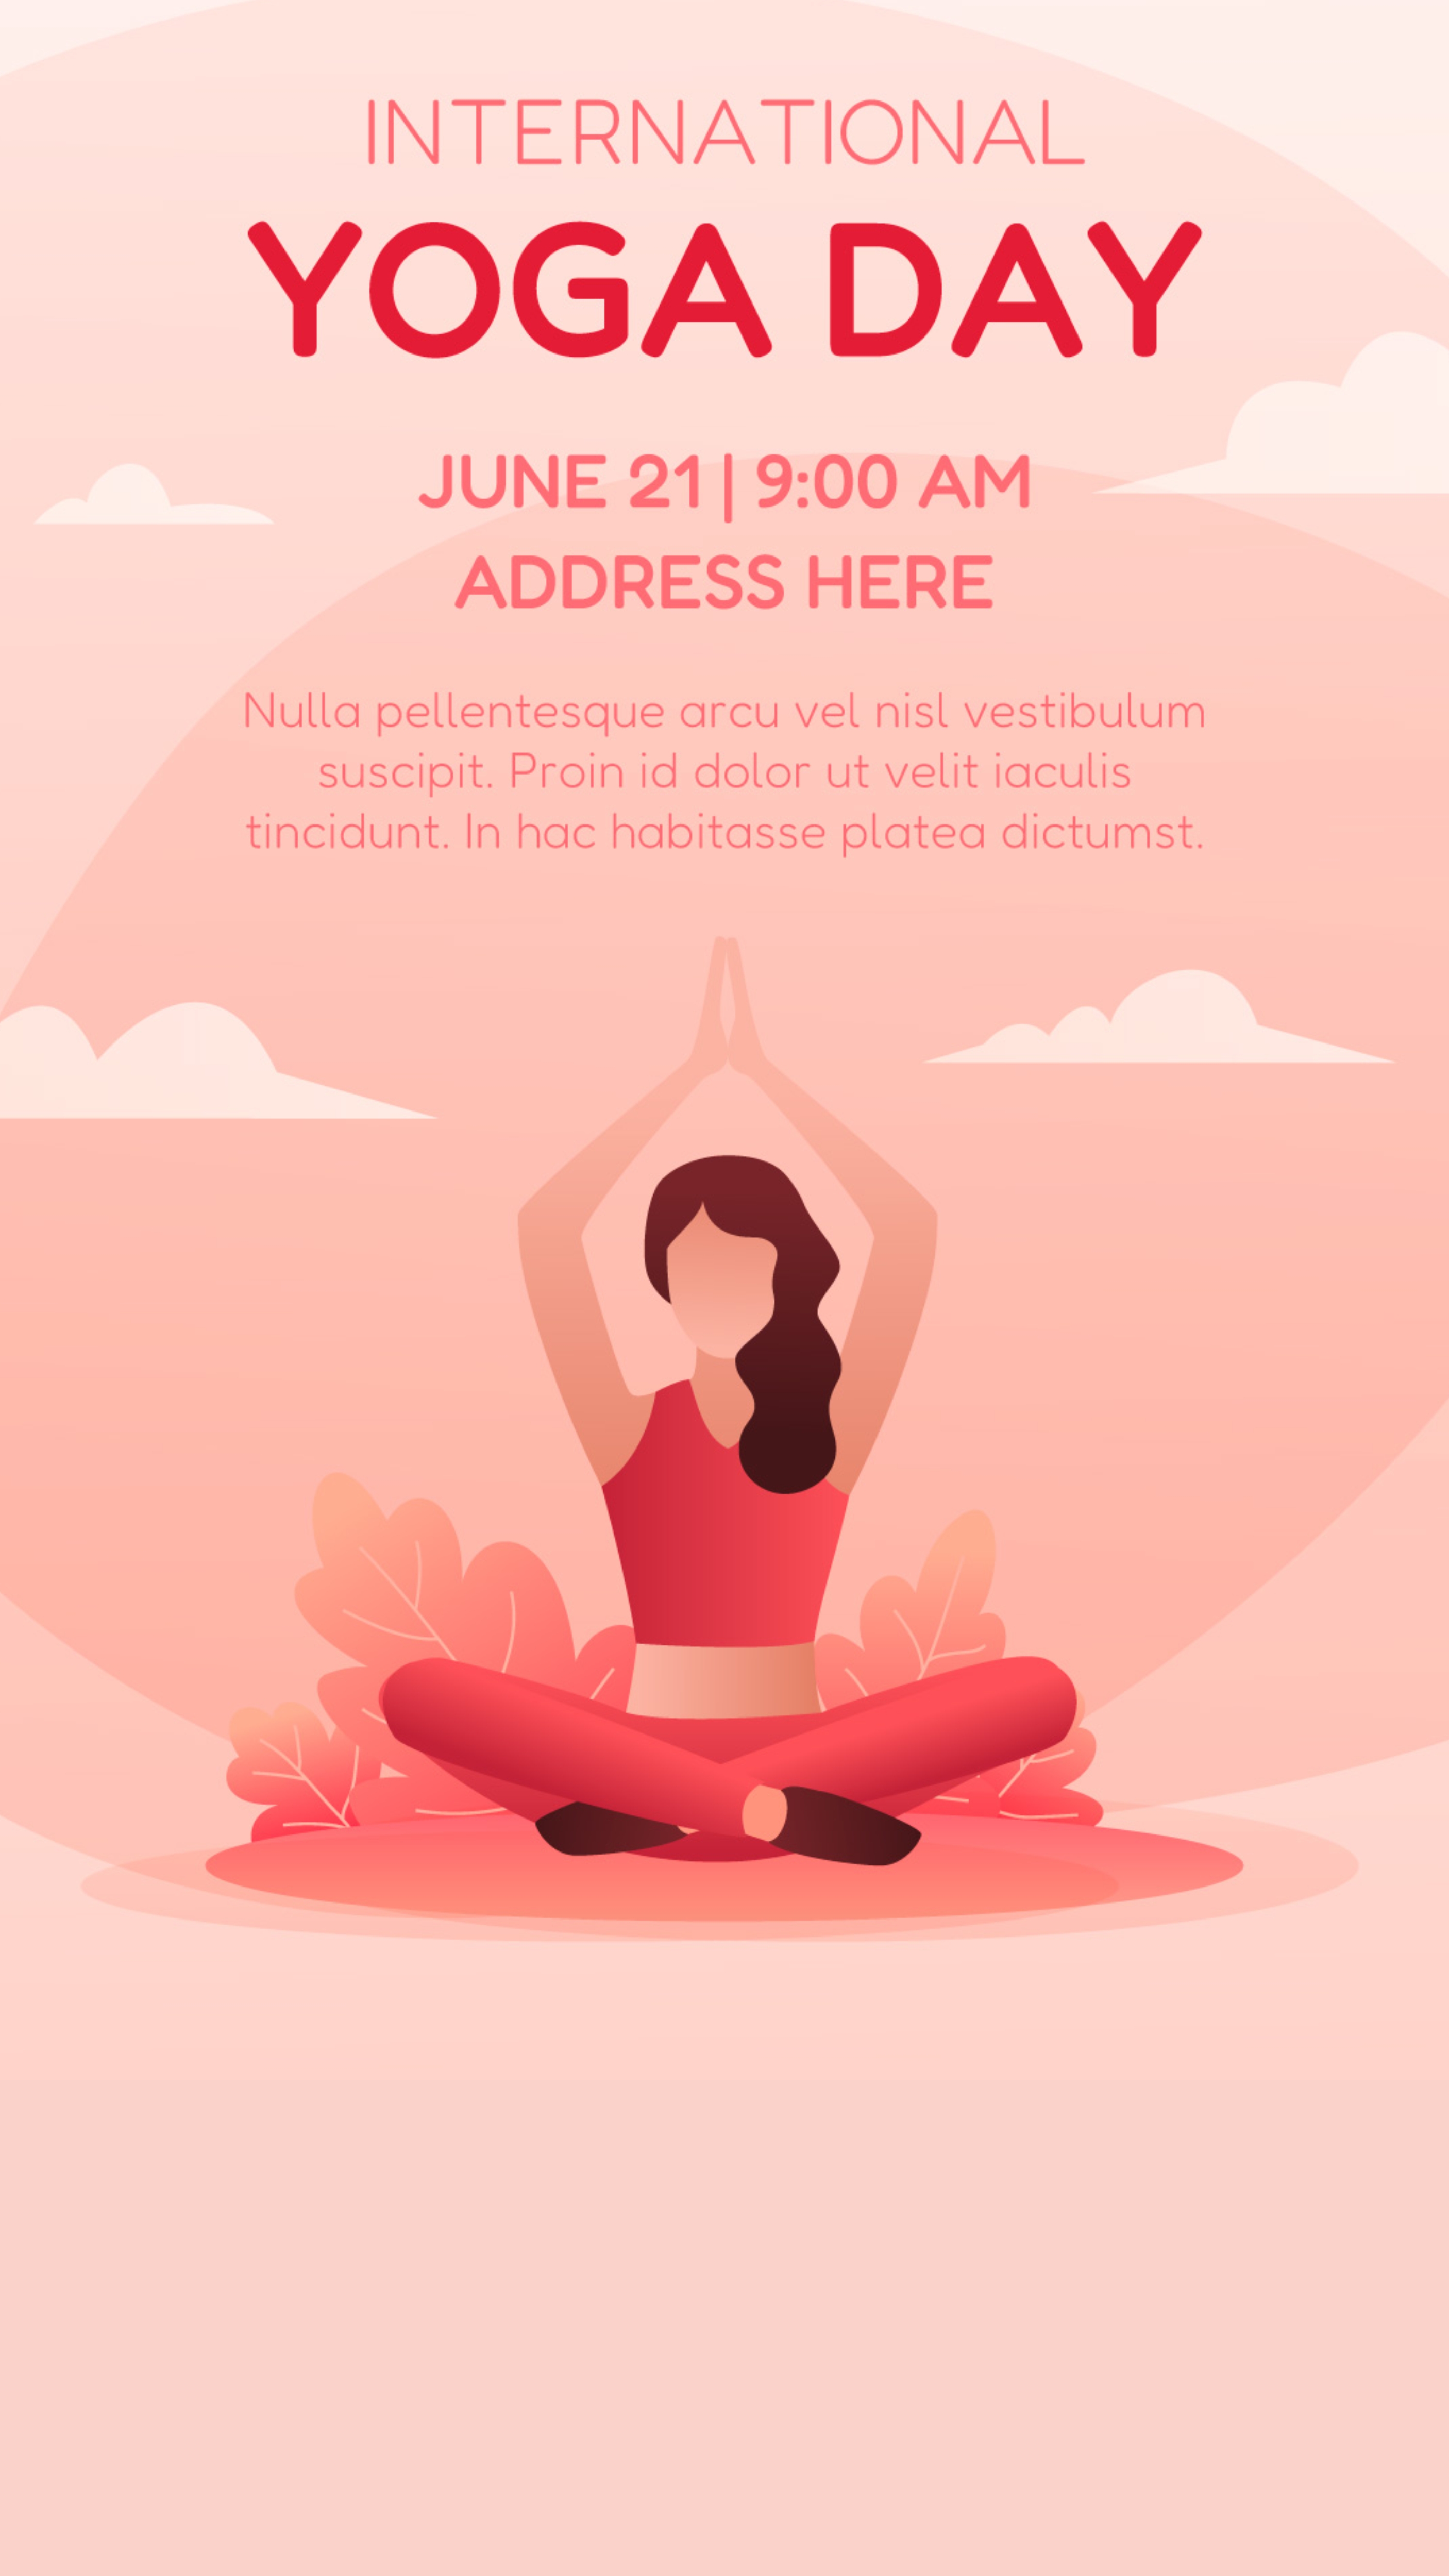 INTERNATIONAL
YOGA DAY
JUNE 21 | 9:00 AM
ADDRESS HERE
Nulla pellentesque arcu vel nisl vestibulum
suscipit. Proin id dolor ut velit iaculis
tincidunt. In hac habitasse platea dictumst.